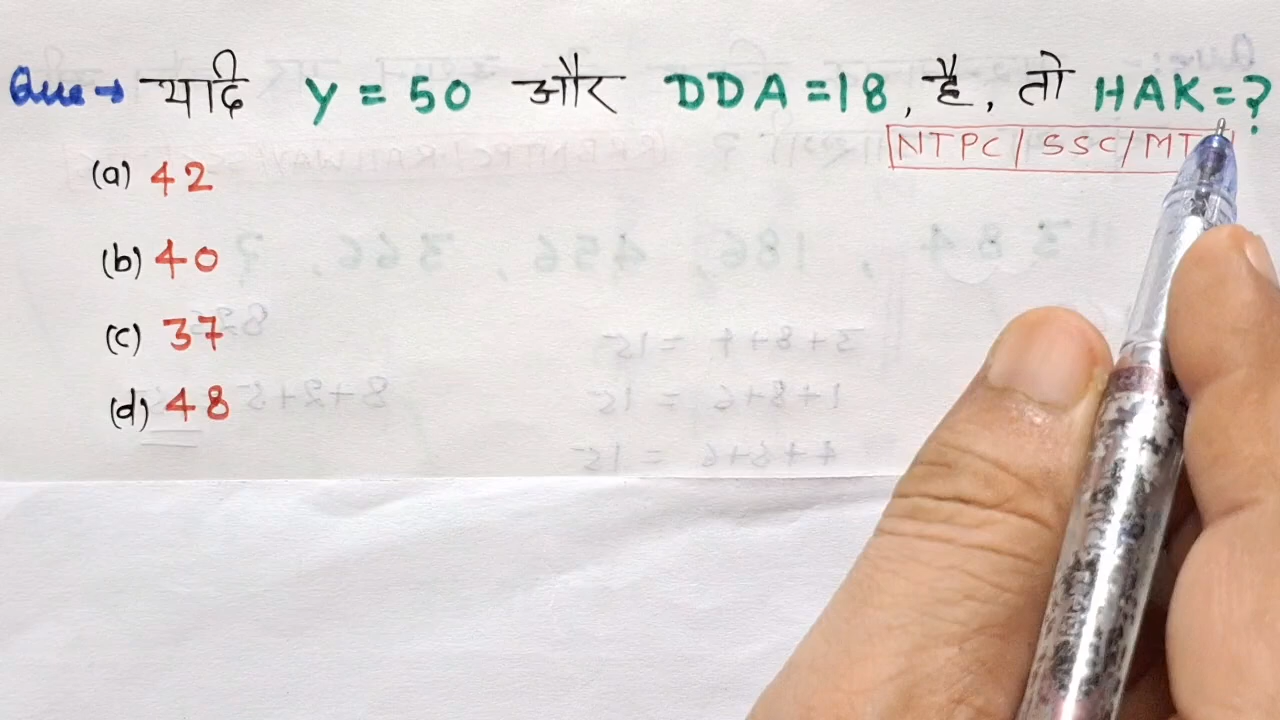 Que → यदि Y = 50 और DDA = 18, है, तो HAK = ?
NTPC / SSC / MT
(a) 42
(b) 40
(c) 37
(d) 48